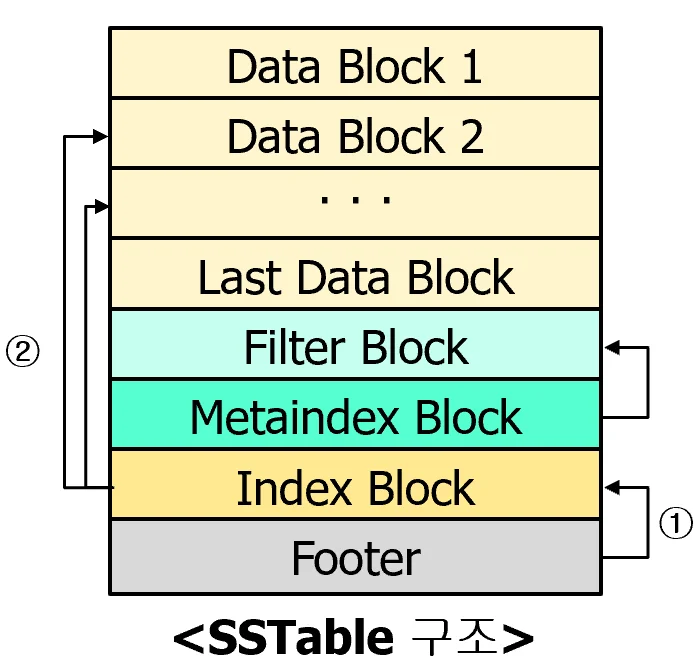 Data Block 1
Data Block 2
· · ·
Last Data Block
Filter Block
Metaindex Block
Index Block
Footer
②
①
<SSTable 구조>